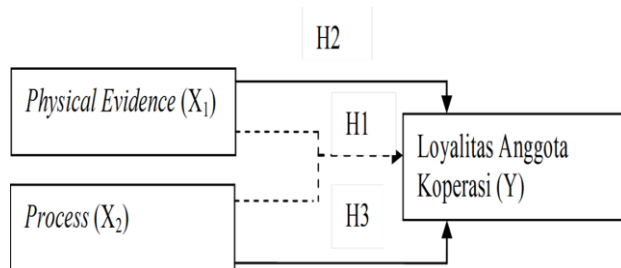 H2
Physical Evidence (X₁)
H1
Loyalitas Anggota
Koperasi (Y)
Process (X₂)
H3